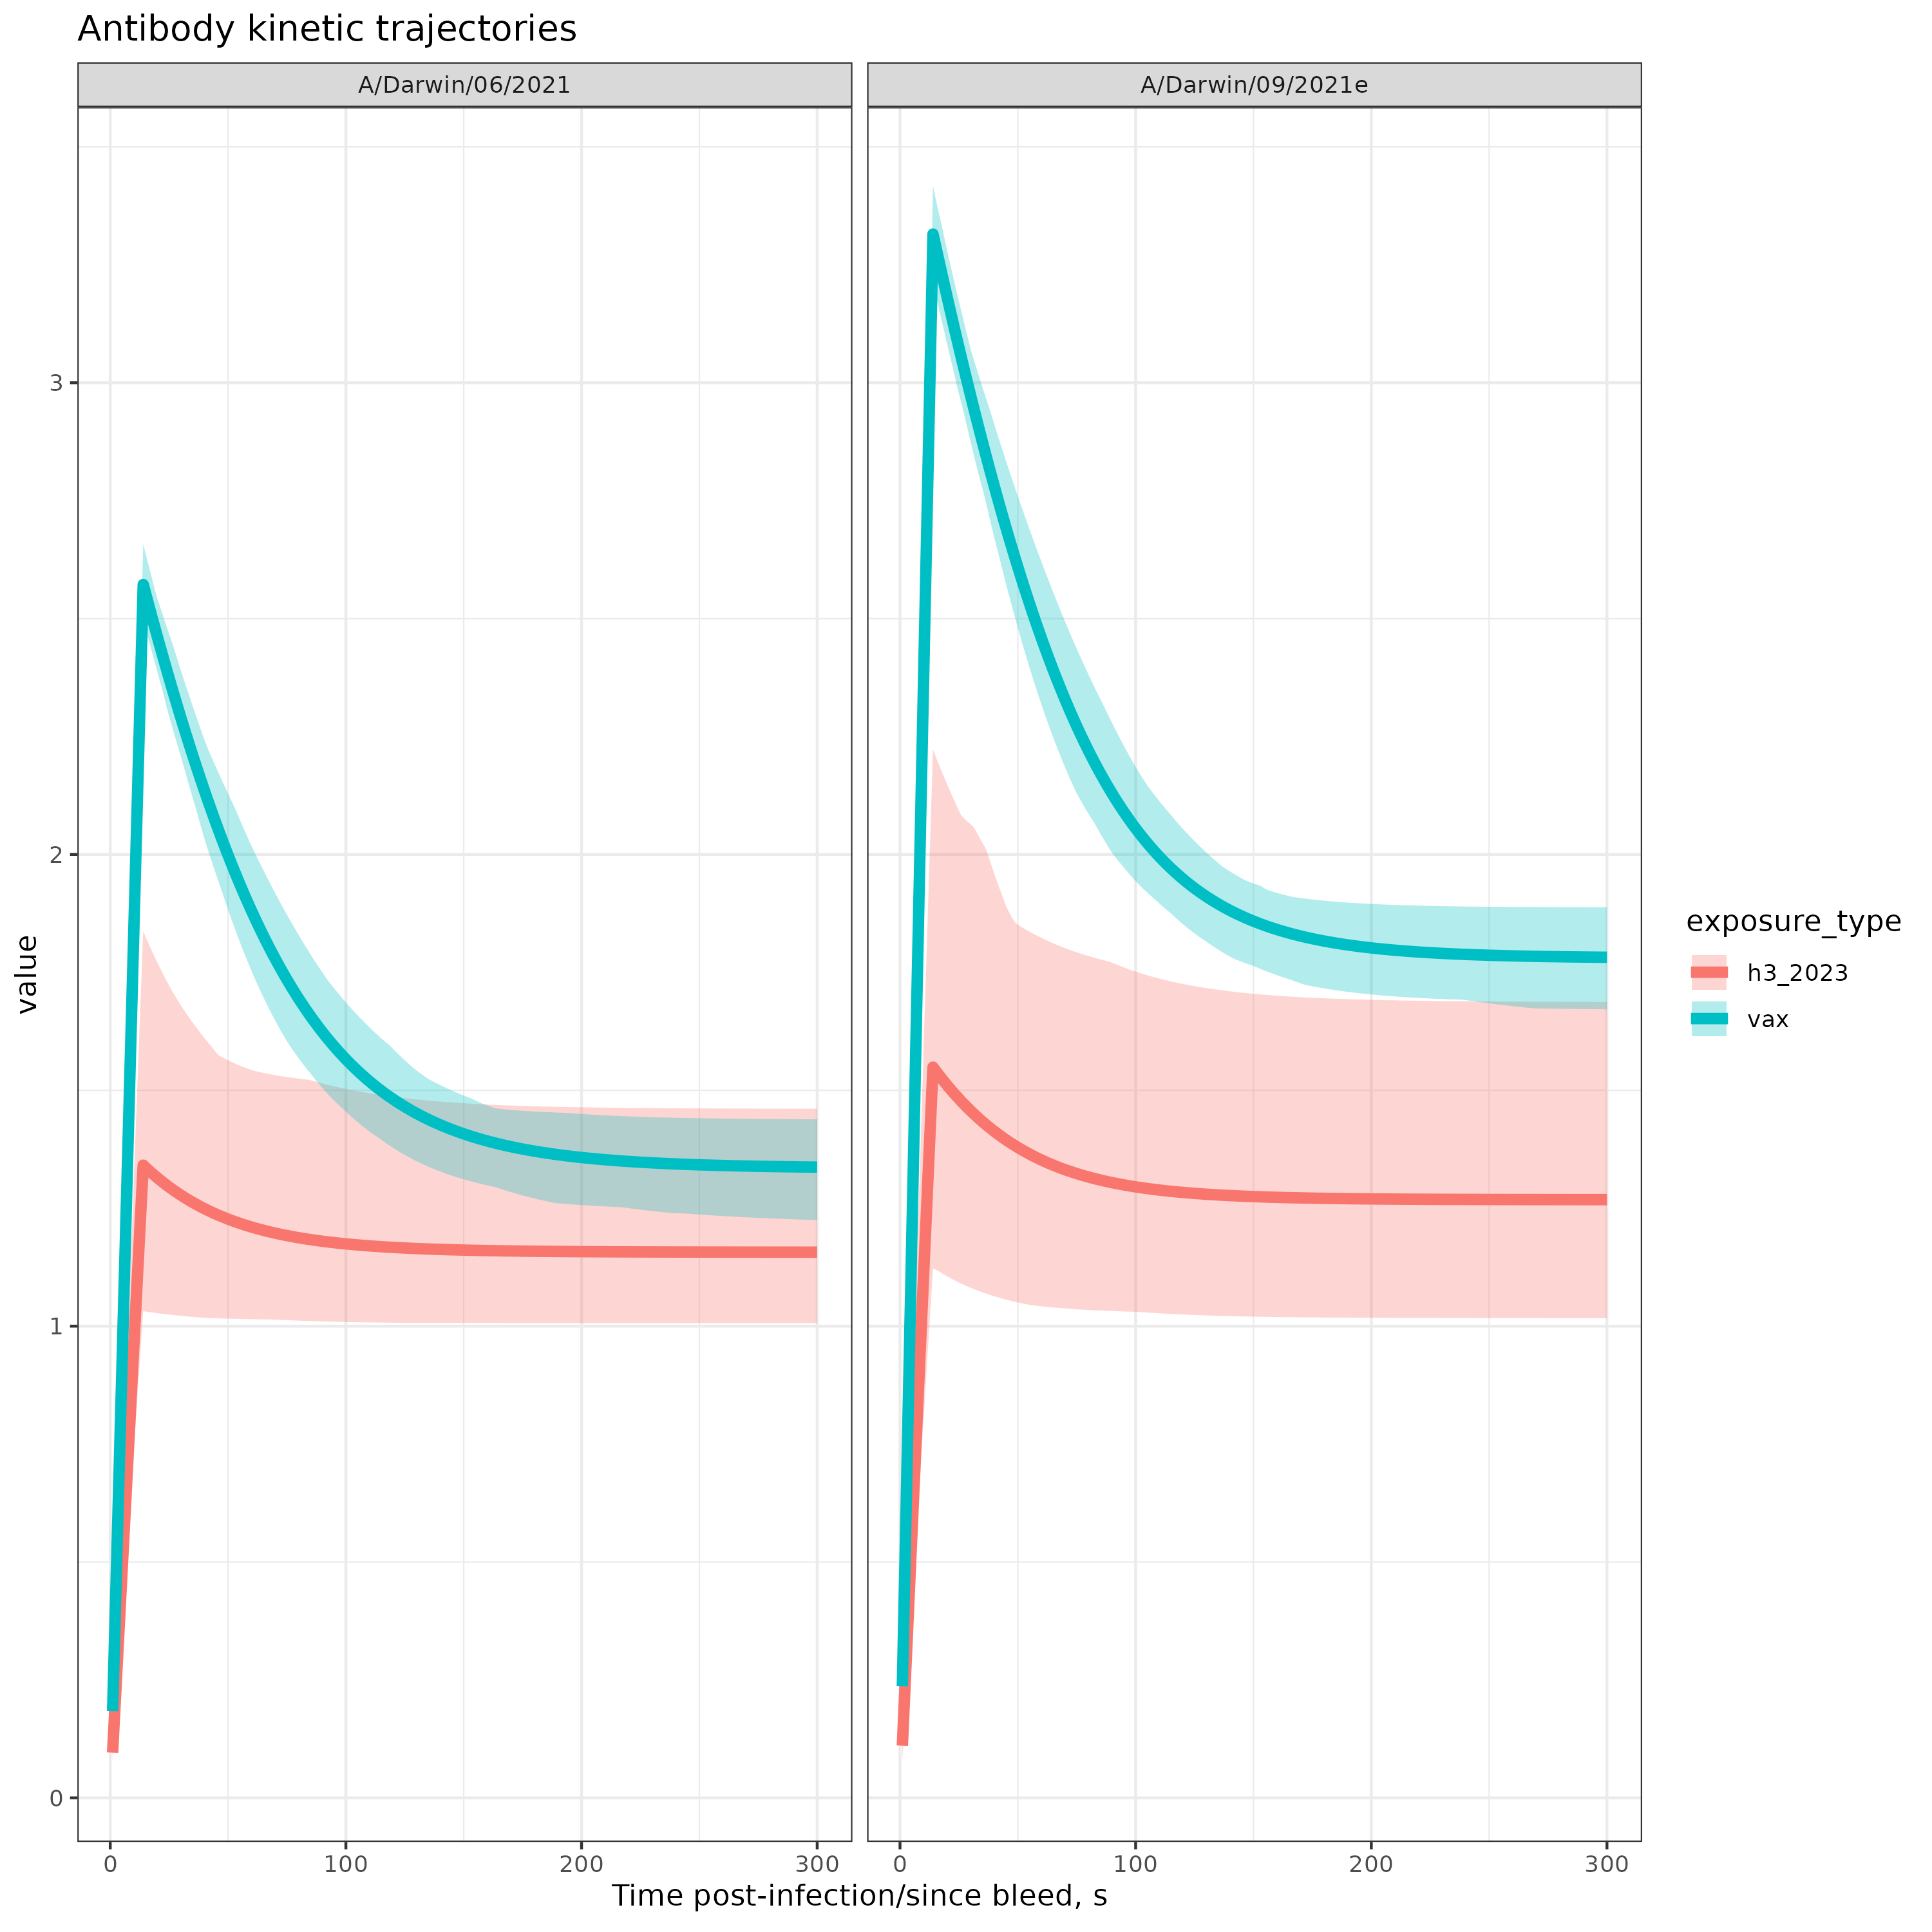 Antibody kinetic trajectories
A/Darwin/06/2021
A/Darwin/09/2021e
value
3
2
1
0
0
100
200
300
0
100
200
300
Time post-infection/since bleed, s
exposure_type
h3_2023
vax